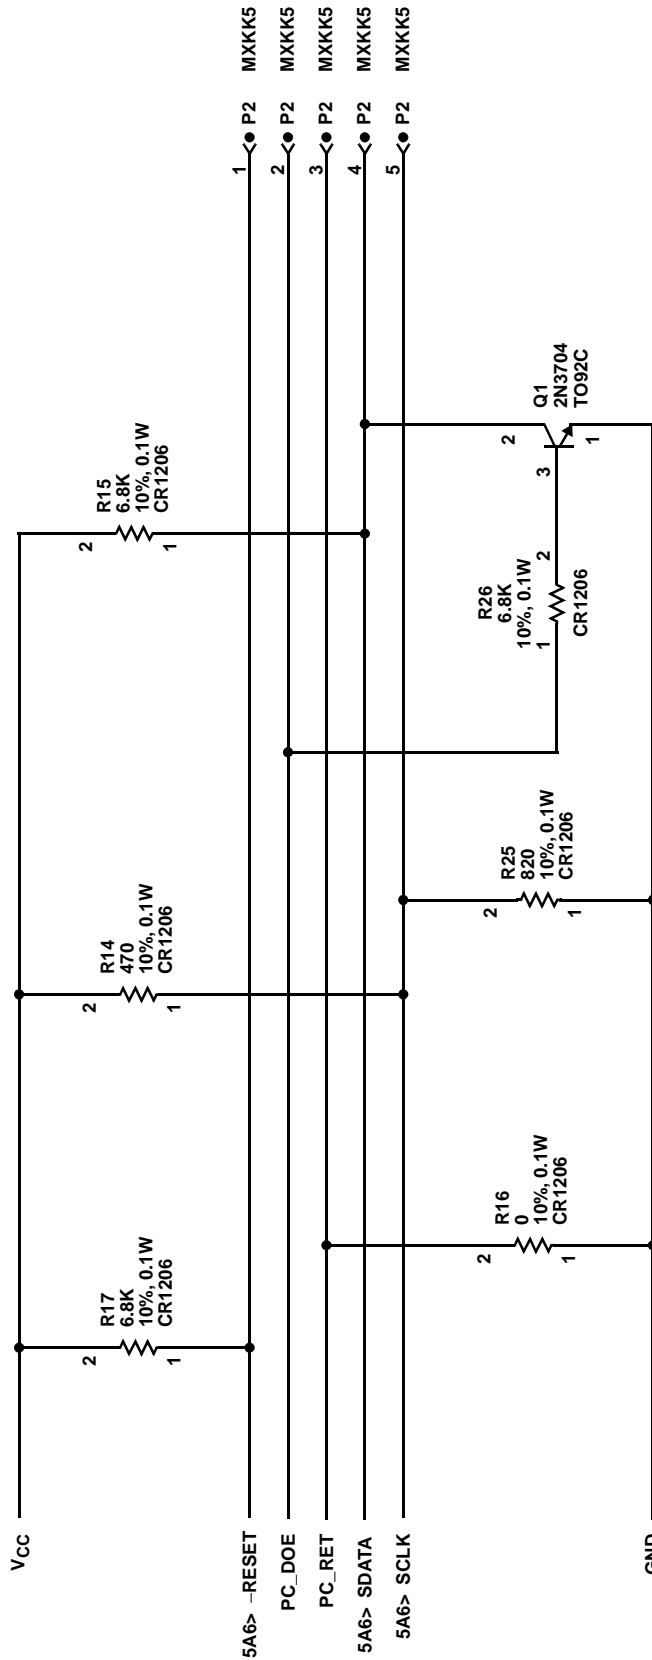 VCC
5A6> –RESET
PC_DOE
PC_RET
5A6> SDATA
5A6> SCLK
GND
R17
6.8K
10%, 0.1W
CR1206
2
1
R16
0
10%, 0.1W
CR1206
2
1
R14
470
10%, 0.1W
CR1206
2
1
R25
820
10%, 0.1W
CR1206
2
1
R26
6.8K
10%, 0.1W
1
2
CR1206
R15
6.8K
10%, 0.1W
CR1206
2
1
Q1
2N3704
TO92C
2
3
1
1 P2 MXKK5
2 P2 MXKK5
3 P2 MXKK5
4 P2 MXKK5
5 P2 MXKK5